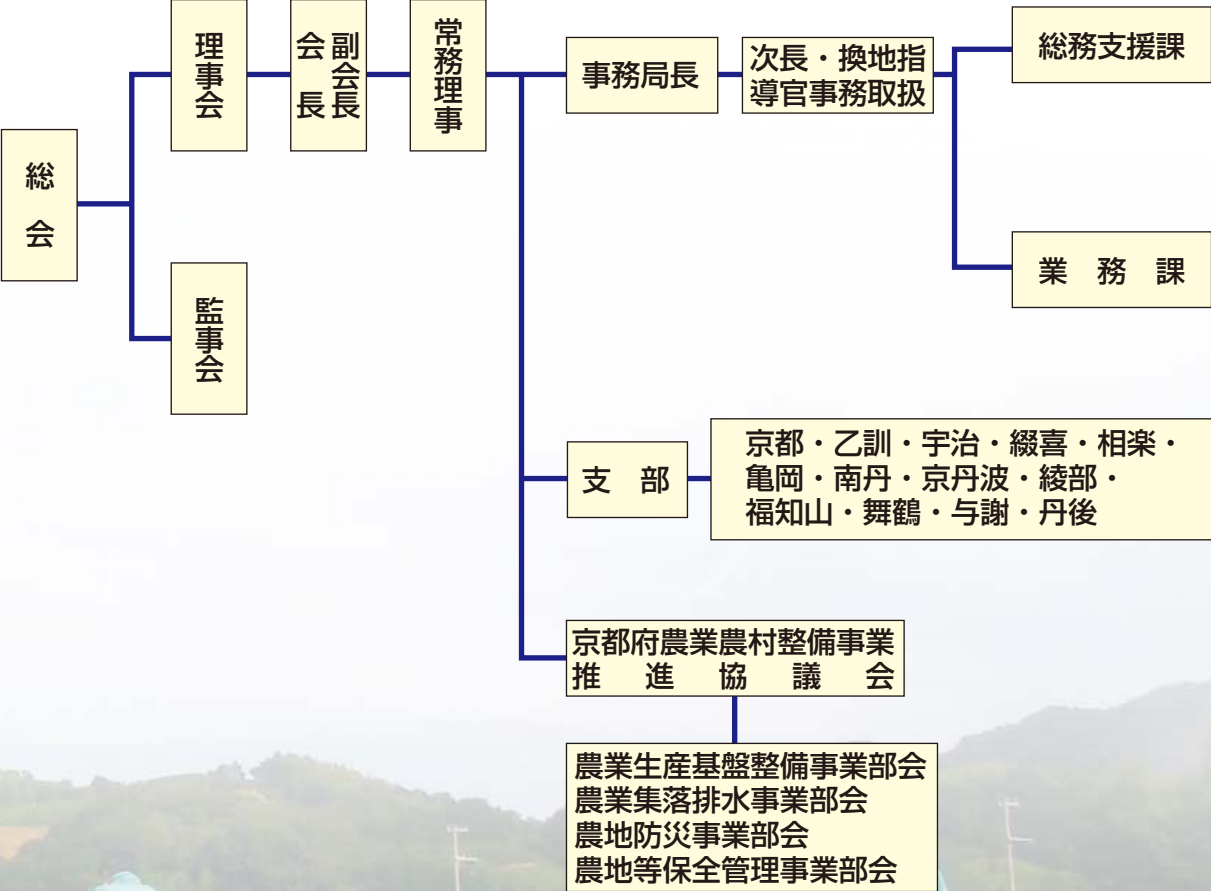 総会
理事会
監事会
会長
副会長
常務理事
事務局長
次長・換地指
導官事務取扱
総務支援課
業務課
支部
京都・乙訓・宇治・綴喜・相楽・
亀岡・南丹・京丹波・綾部・
福知山・舞鶴・与謝・丹後
京都府農業農村整備事業
推進協議会
農業生産基盤整備事業部会
農業集落排水事業部会
農地防災事業部会
農地等保全管理事業部会